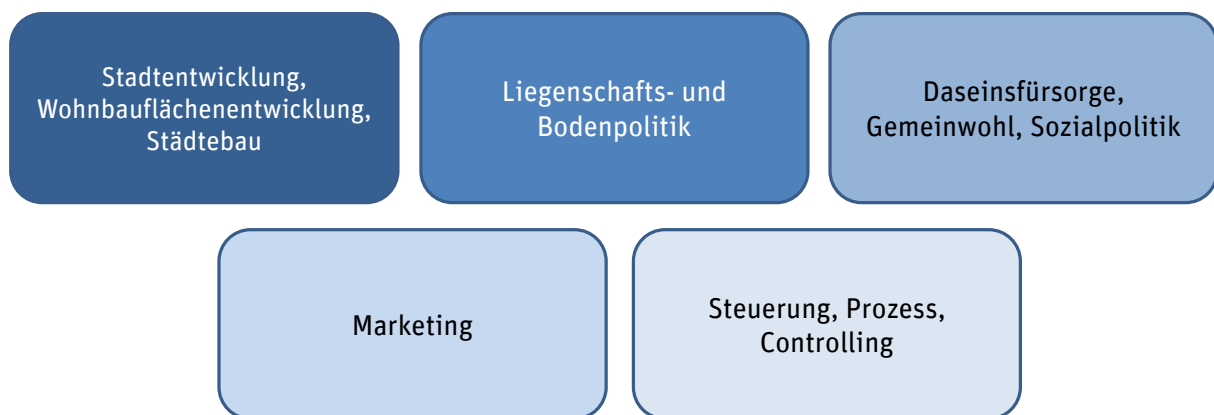 Stadtentwicklung,
Wohnbauflächenentwicklung,
Städtebau
Liegenschafts- und
Bodenpolitik
Daseinsfürsorge,
Gemeinwohl, Sozialpolitik
Marketing
Steuerung, Prozess,
Controlling